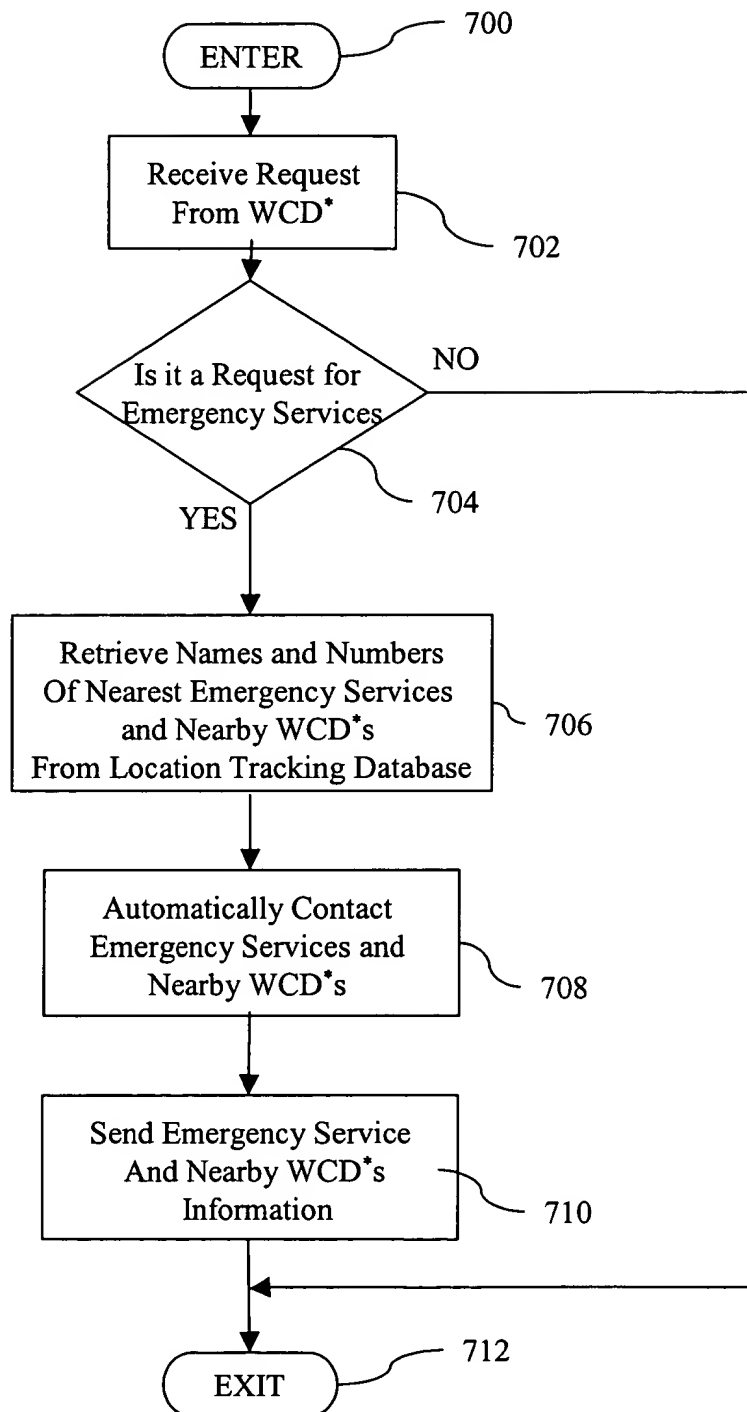 700
ENTER
Receive Request
From WCD*
702
NO
Is it a Request for
Emergency Services
704
YES
Retrieve Names and Numbers
Of Nearest Emergency Services
and Nearby WCD*s
From Location Tracking Database
706
Automatically Contact
Emergency Services and
Nearby WCD*s
708
Send Emergency Service
And Nearby WCD*s
Information
710
712
EXIT